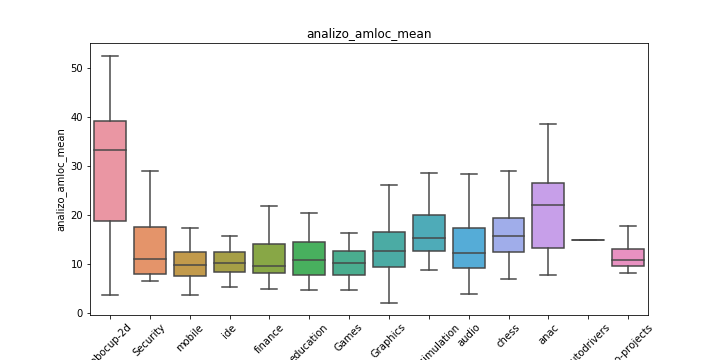 analizo_amloc_mean
analizo_amloc_mean
50
40
30
20
10
0
Security
mobile
ide
finance
education
Games
Graphics
audio
chess
anac